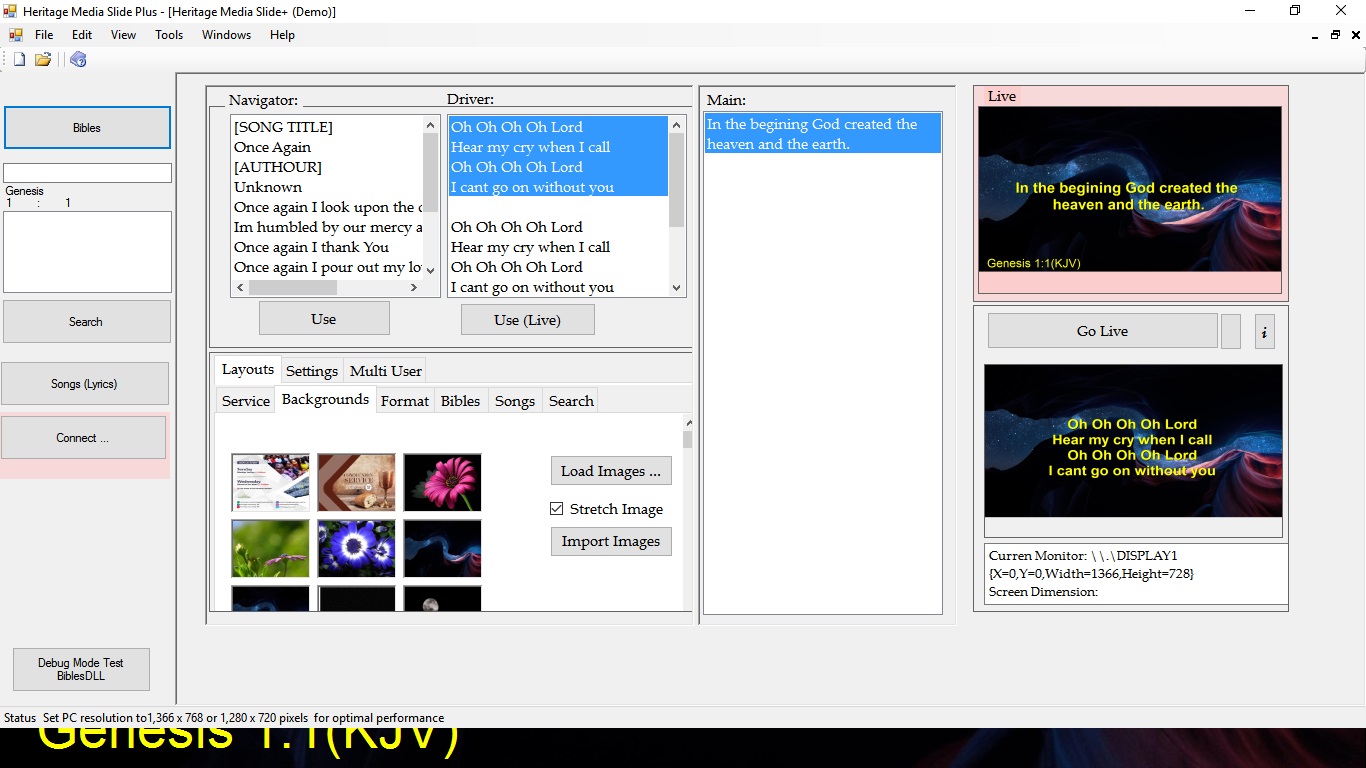 Heritage Media Slide Plus - [Heritage Media Slide+ (Demo)]
File Edit View Tools Windows Help
Bibles
Genesis
1 : 1
Search
Songs (Lyrics)
Connect ...
Debug Mode Test
BiblesDLL
Navigator:
[SONG TITLE]
Once Again
[AUTHOUR]
Unknown
Once again I look upon the
Im humbled by our mercy
Once again I thank You
Once again I pour out my
Use
Driver:
Oh Oh Oh Oh Lord
Hear my cry when I call
Oh Oh Oh Oh Lord
I cant go on without you
Oh Oh Oh Oh Lord
Hear my cry when I call
Oh Oh Oh Oh Lord
I cant go on without you
Use (Live)
Layouts Settings Multi User
Service Backgrounds Format Bibles Songs Search
Load Images ...
Stretch Image
Import Images
Main:
In the begining God created the
heaven and the earth.
Live
In the begining God created the
heaven and the earth.
Genesis 1:1(KJV)
Go Live
i
Oh Oh Oh Oh Lord
Hear my cry when I call
Oh Oh Oh Oh Lord
I cant go on without you
Curren Monitor: \\.\DISPLAY1
{X=0,Y=0,Width=1366,Height=728}
Screen Dimension:
Status Set PC resolution to1,366 x 768 or 1,280 x 720 pixels for optimal performance
Genesis 1:1(KJV)